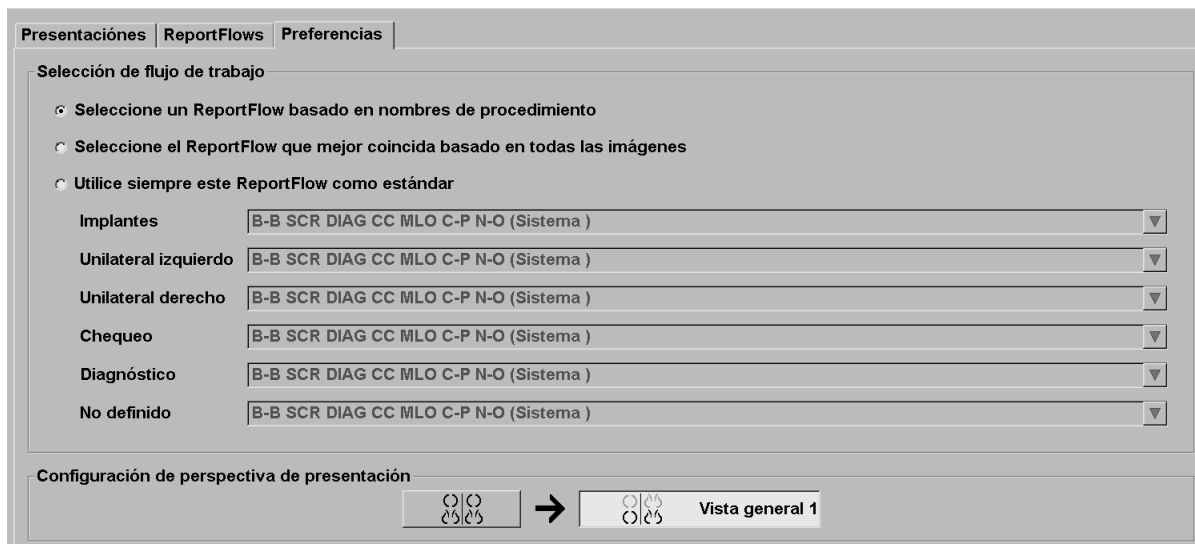 Presentaciónes ReportFlows Preferencias
Selección de flujo de trabajo
Seleccione un ReportFlow basado en nombres de procedimiento
Seleccione el ReportFlow que mejor coincida basado en todas las imágenes
Utilice siempre este ReportFlow como estándar
Implantes B-B SCR DIAG CC MLO C-P N-O (Sistema )
Unilateral izquierdo B-B SCR DIAG CC MLO C-P N-O (Sistema )
Unilateral derecho B-B SCR DIAG CC MLO C-P N-O (Sistema )
Chequeo B-B SCR DIAG CC MLO C-P N-O (Sistema )
Diagnóstico B-B SCR DIAG CC MLO C-P N-O (Sistema )
No definido B-B SCR DIAG CC MLO C-P N-O (Sistema )
Configuración de perspectiva de presentación
Vista general 1